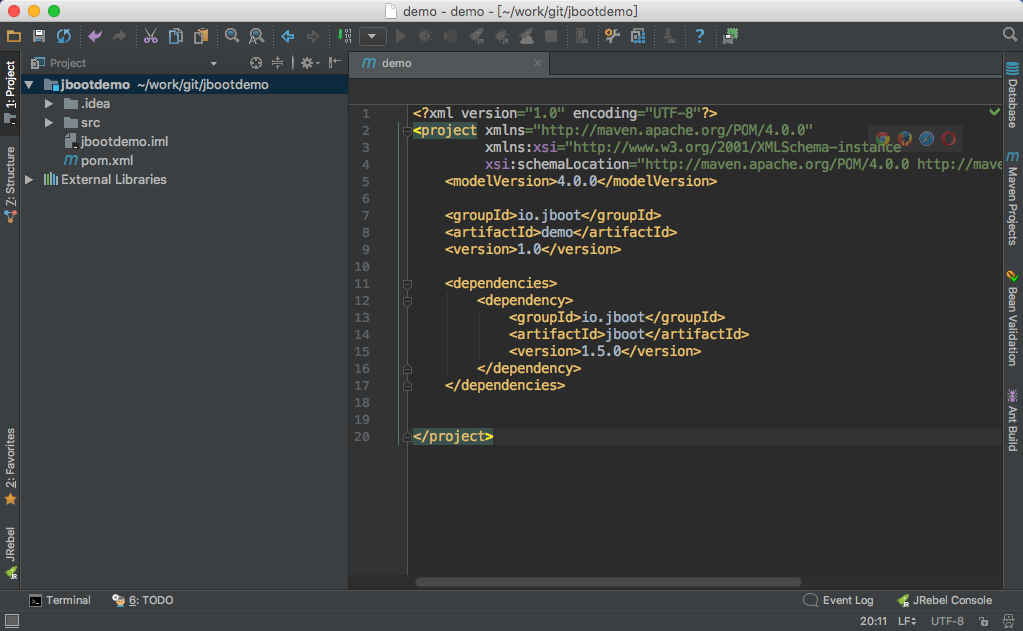 demo - demo - [~/work/git/jbootdemo]
Project
demo
1: Project
Z: Structure
2: Favorites
JRebel
jbootdemo ~/work/git/jbootdemo
.idea
src
jbootdemo.iml
pom.xml
External Libraries
1 <?xml version="1.0" encoding="UTF-8"?>
2 <project xmlns="http://maven.apache.org/POM/4.0.0"
3 xmlns:xsi="http://www.w3.org/2001/XMLSchema-instance
4 xsi:schemaLocation="http://maven.apache.org/POM/4.0.0 http://mave
5 <modelVersion>4.0.0</modelVersion>
6
7 <groupId>io.jboot</groupId>
8 <artifactId>demo</artifactId>
9 <version>1.0</version>
10
11 <dependencies>
12 <dependency>
13 <groupId>io.jboot</groupId>
14 <artifactId>jboot</artifactId>
15 <version>1.5.0</version>
16 </dependency>
17 </dependencies>
18
19
20 </project>
Database
Maven Projects
Bean Validation
Ant Build
Terminal
6: TODO
Event Log
JRebel Console
20:11 LF UTF-8